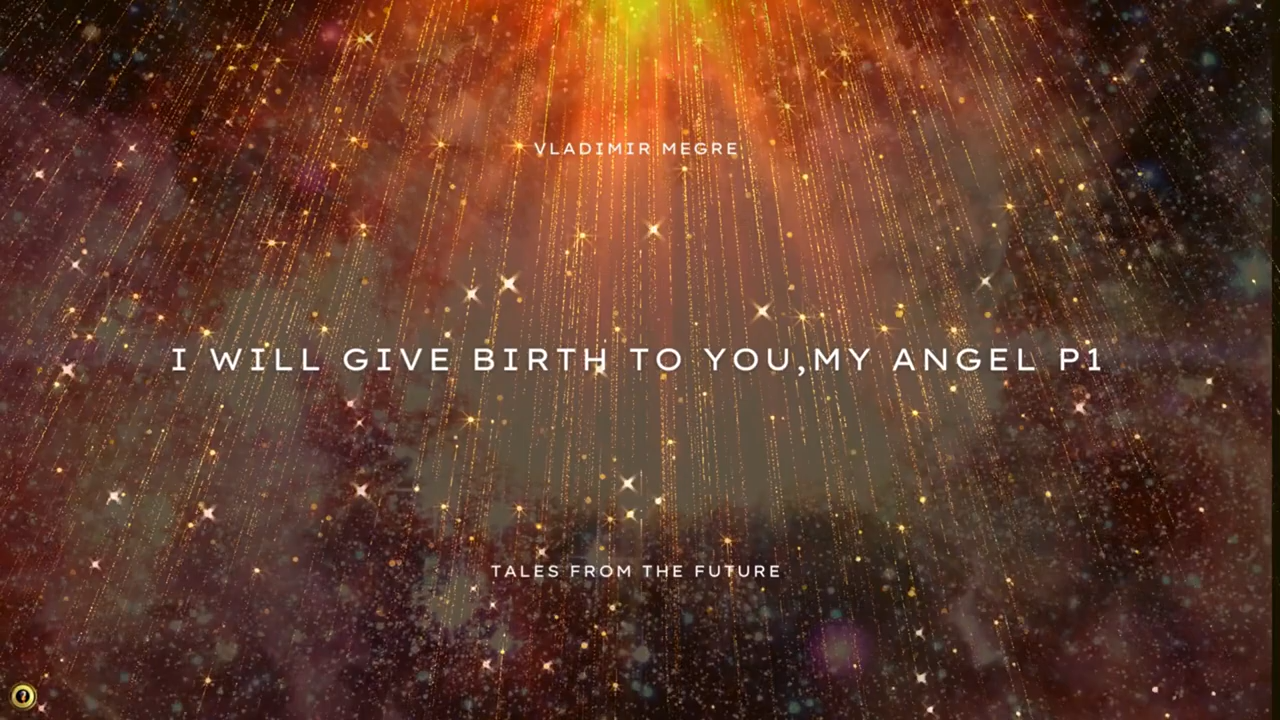 VLADIMIR MEGRE
I WILL GIVE BIRTH TO YOU,MY ANGEL P1
TALES FROM THE FUTURE